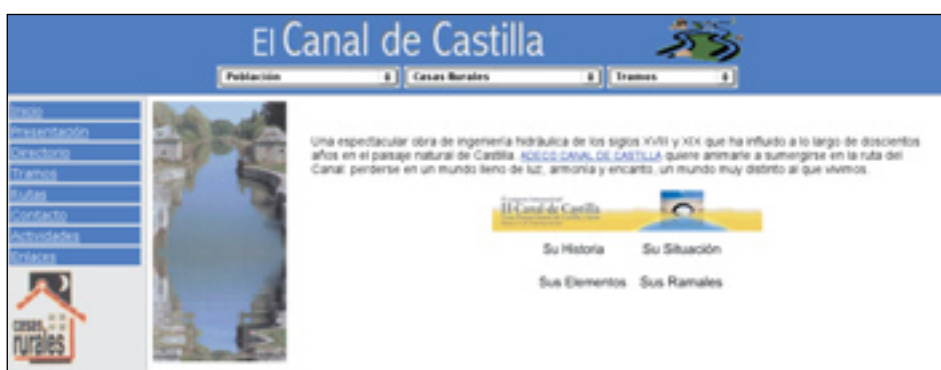 El Canal de Castilla
Población
Casas Rurales
Tramos
Inicio
Presentación
Directorio
Tramos
Rutas
Contacto
Actividades
Enlaces
casas
rurales
Una espectacular obra de ingeniería hidráulica de los siglos XVIII y XIX que ha influido a lo largo de doscientos
años en el paisaje natural de Castilla. ADECO CANAL DE CASTILLA quiere animarle a sumergirse en la ruta del
Canal: perderse en un mundo lleno de luz, armonía y encanto, un mundo muy distinto al que vivimos.
El Canal de Castilla
Su Historia
Su Situación
Sus Elementos
Sus Ramales